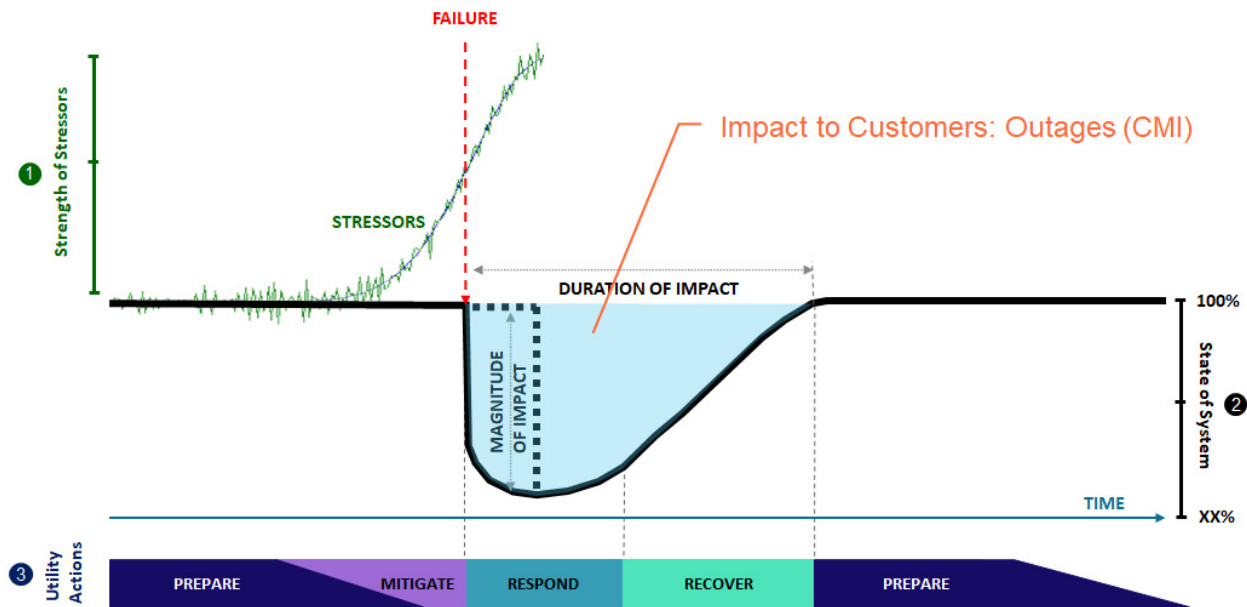 FAILURE
1
Strength of Stressors
STRESSORS
Impact to Customers: Outages (CMI)
DURATION OF IMPACT
MAGNITUDE
OF IMPACT
100%
State of System
2
TIME
XX%
3
Utility
Actions
PREPARE
MITIGATE
RESPOND
RECOVER
PREPARE